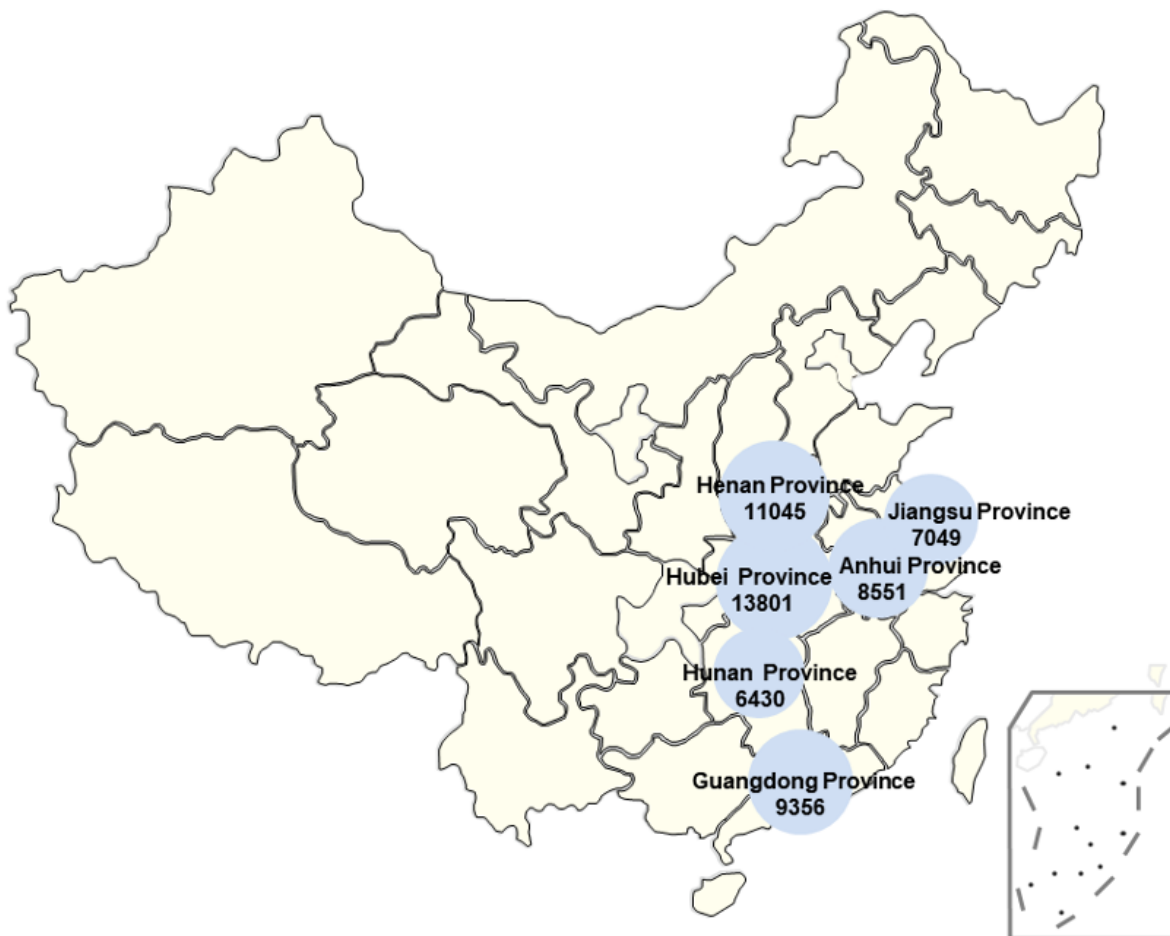 Henan Province
11045
Jiangsu Province
7049
Anhui Province
8551
Hubei Province
13801
Hunan Province
6430
Guangdong Province
9356